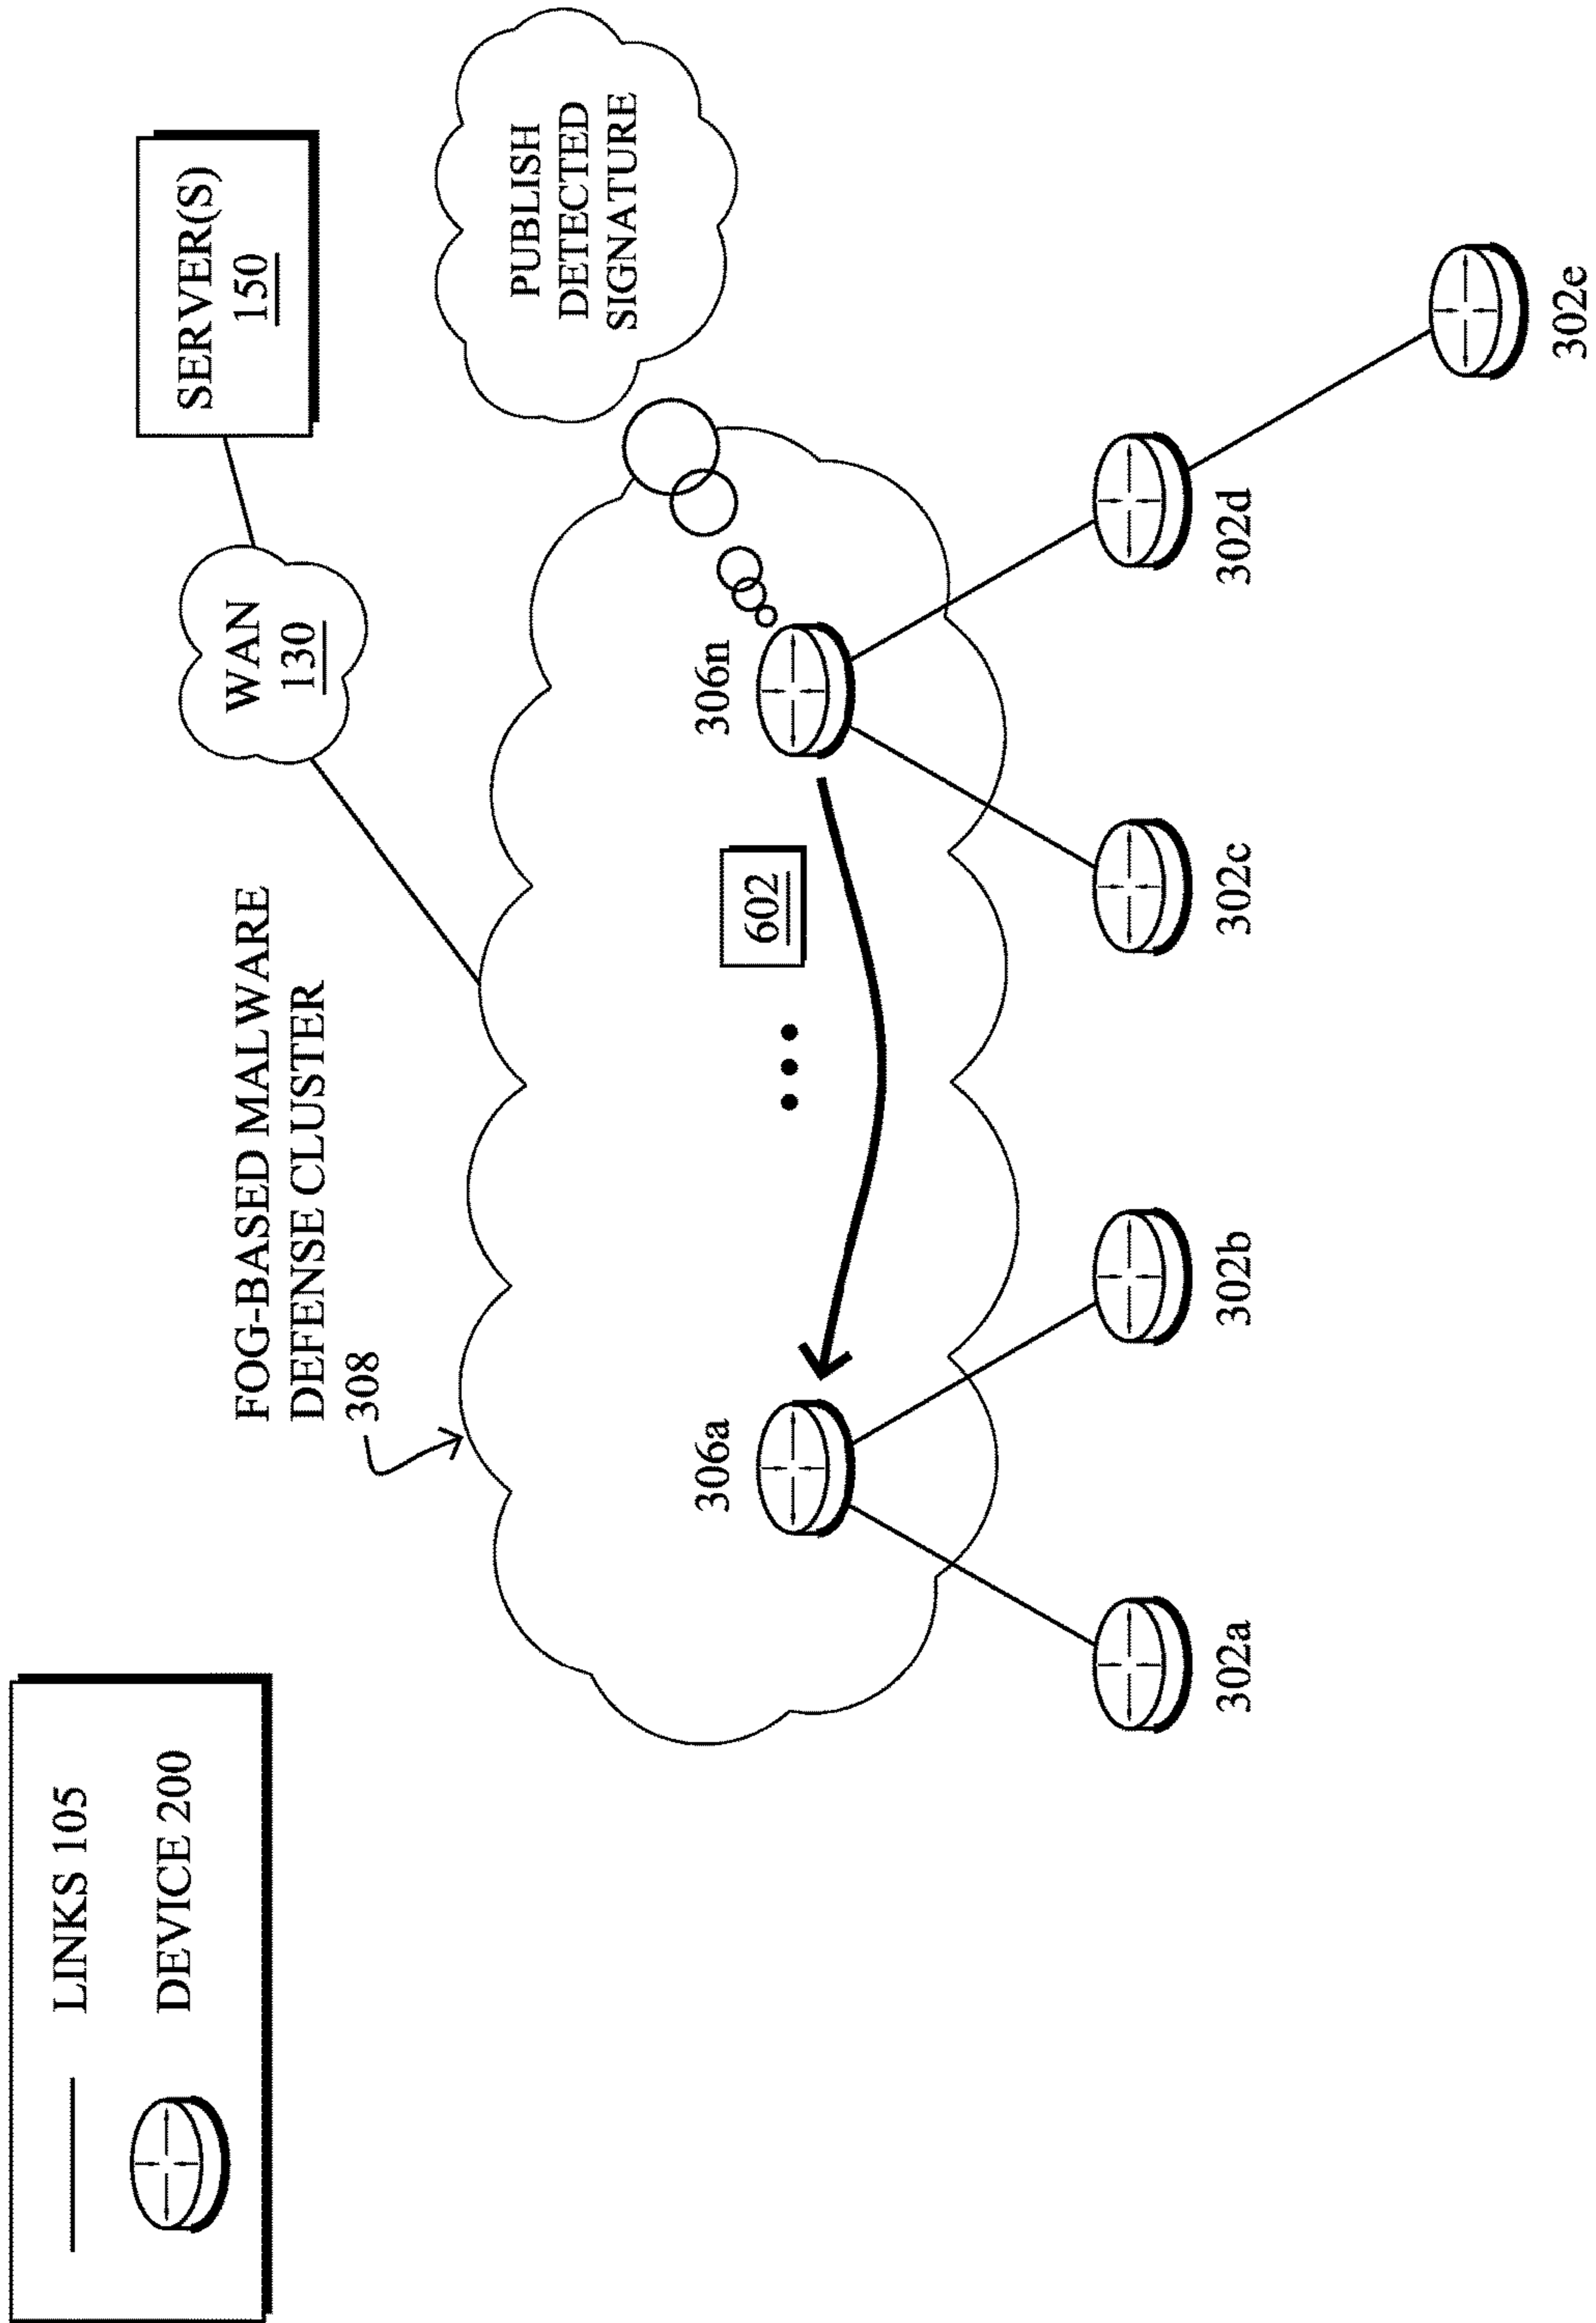 LINKS 105
DEVICE 200
SERVER(S)
150
WAN
130
FOG-BASED MALWARE
DEFENSE CLUSTER
308
PUBLISH
DETECTED
SIGNATURE
306a
306n
602
302a
302b
302c
302d
302e